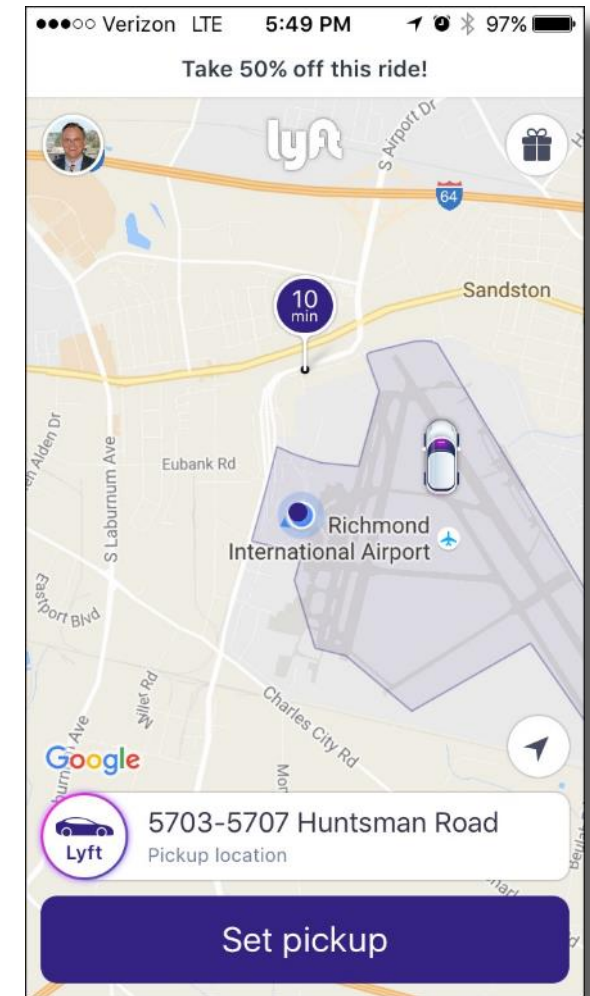 Verizon LTE 5:49 PM 97%
Take 50% off this ride!
lyft
S Airport Dr
64
Sandston
10
min
Alden Dr
S Laburnum Ave
Eubank Rd
Richmond
International Airport
Eastport Blvd
Miller Rd
Charles City Rd
Google
Lyft
5703-5707 Huntsman Road
Pickup location
Set pickup